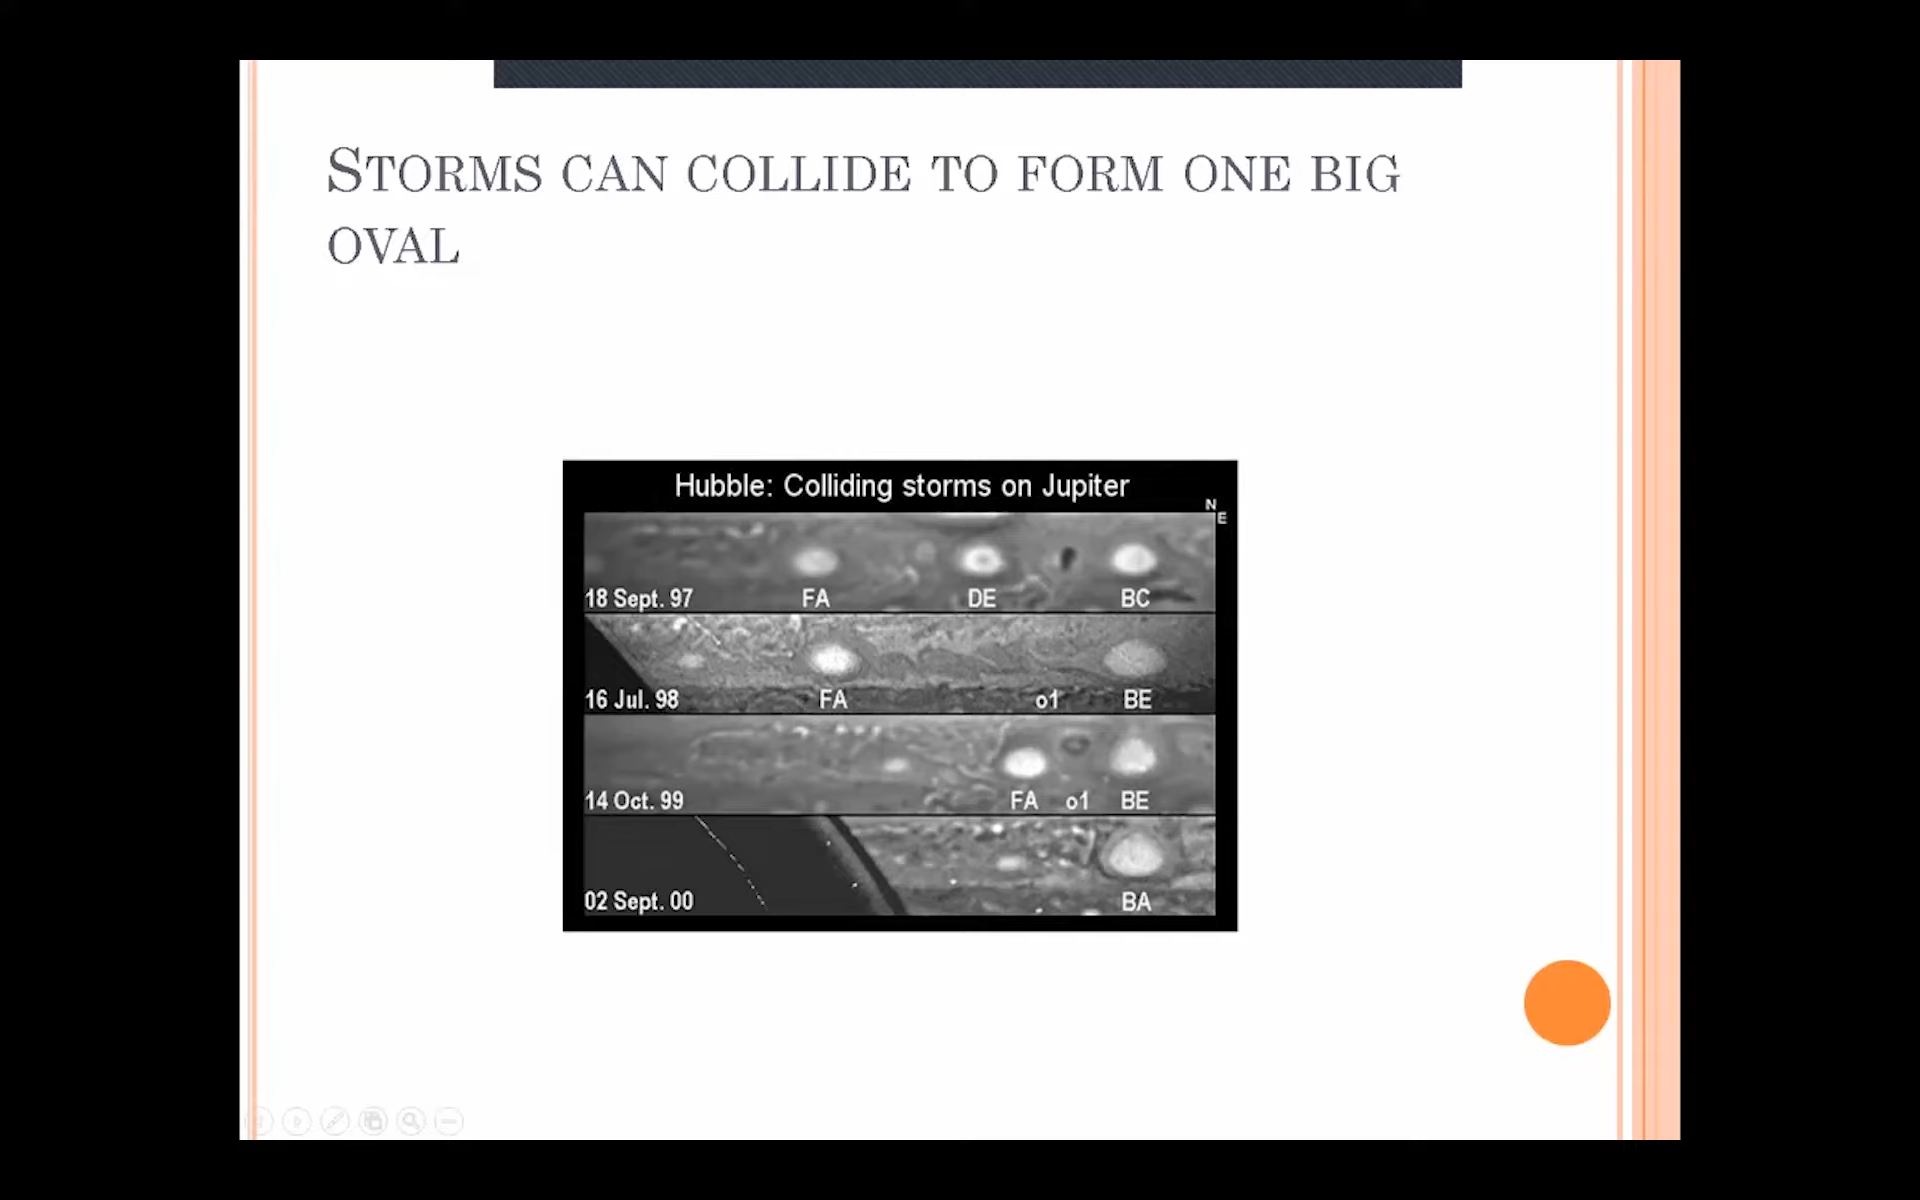 Storms can collide to form one big
oval
Hubble: Colliding storms on Jupiter
N
E
18 Sept. 97 FA DE BC
16 Jul. 98 FA o1 BE
14 Oct. 99 FA o1 BE
02 Sept. 00 BA